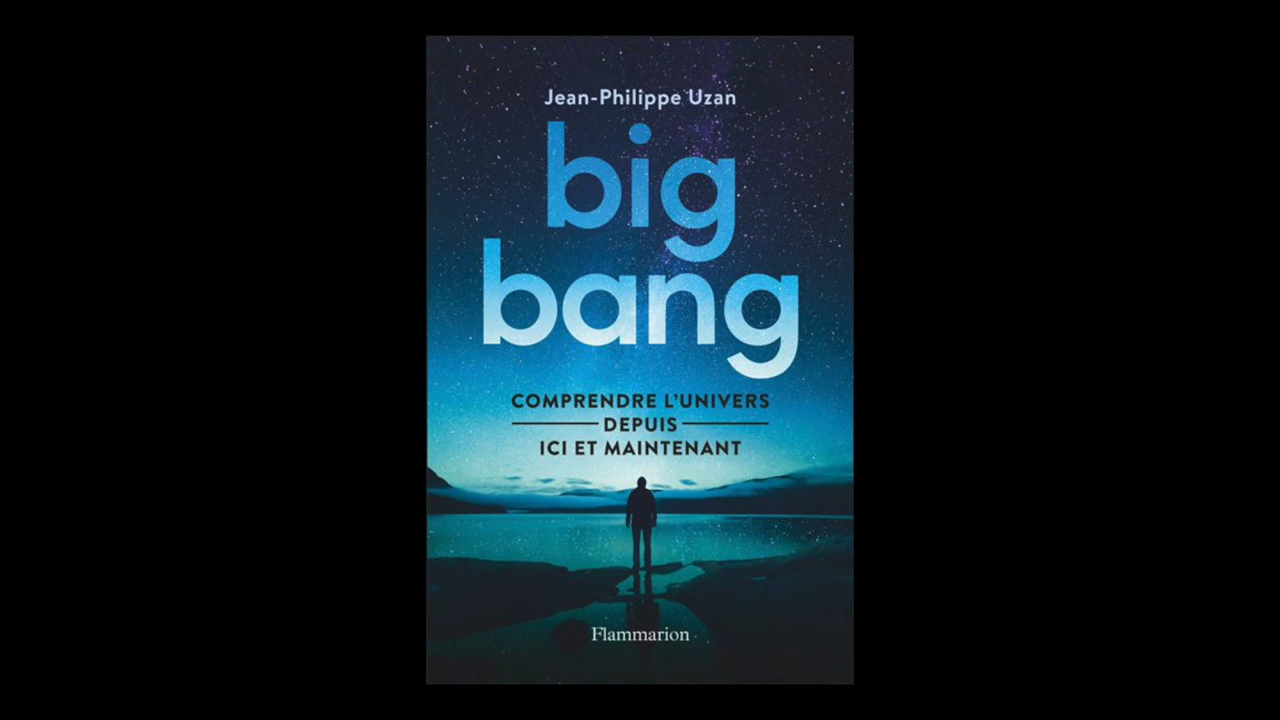 Jean-Philippe Uzan
big
bang
COMPRENDRE L'UNIVERS
DEPUIS
ICI ET MAINTENANT
Flammarion